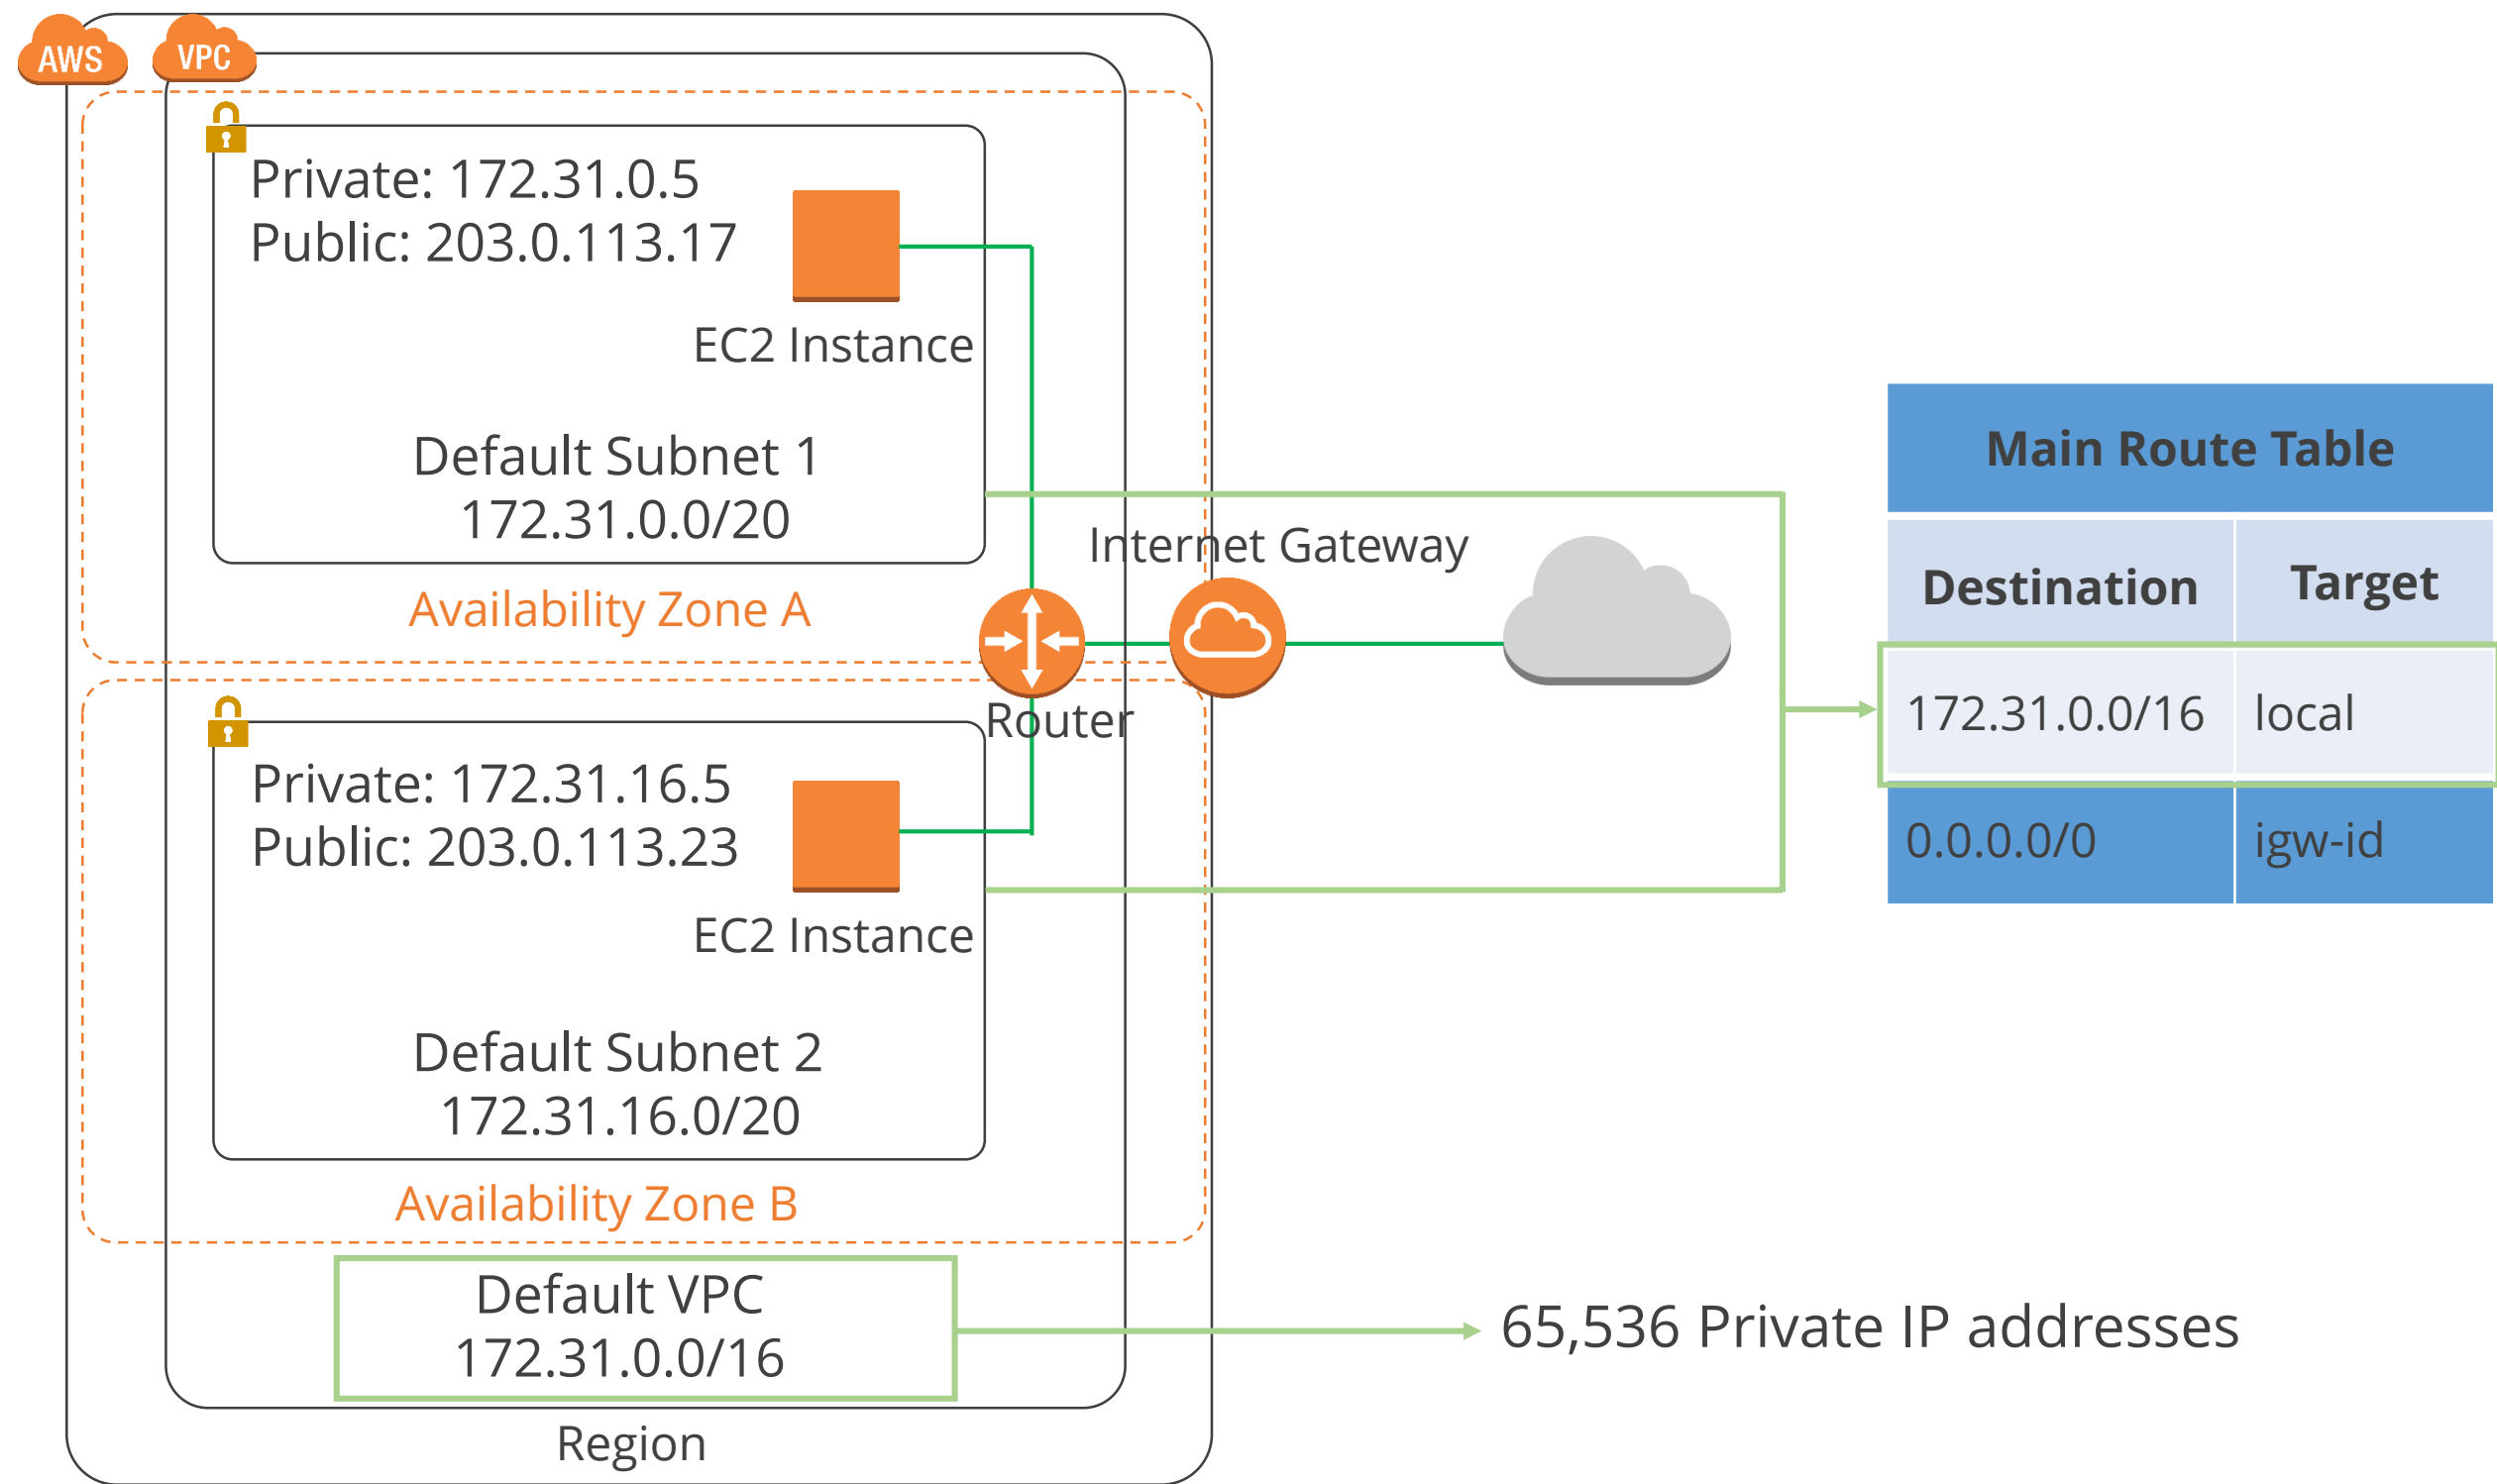 AWS
VPC
Private: 172.31.0.5
Public: 203.0.113.17
EC2 Instance
Default Subnet 1
172.31.0.0/20
Availability Zone A
Internet Gateway
Router
Private: 172.31.16.5
Public: 203.0.113.23
EC2 Instance
Default Subnet 2
172.31.16.0/20
Availability Zone B
Default VPC
172.31.0.0/16
Region
Main Route Table
Destination Target
172.31.0.0/16 local
0.0.0.0/0 igw-id
65,536 Private IP addresses